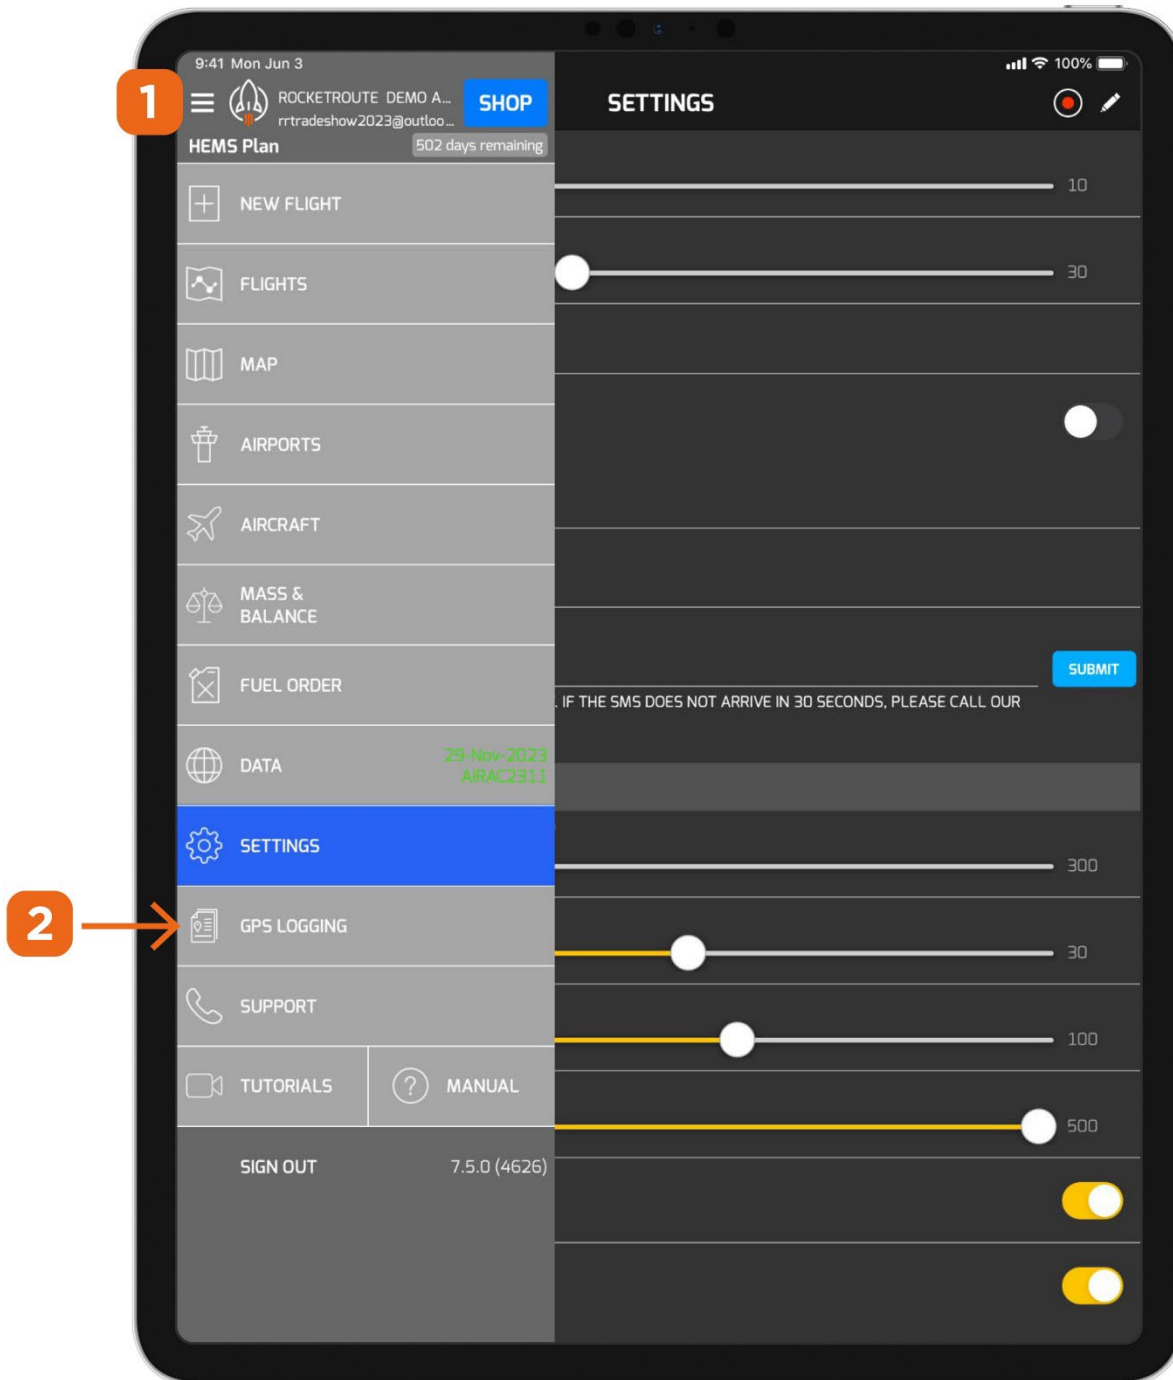 9:41 Mon Jun 3
100%
1
ROCKETROUTE DEMO A...
SHOP
SETTINGS
rrtradeshow2023@outloo...
HEMS Plan
502 days remaining
10
NEW FLIGHT
30
FLIGHTS
MAP
AIRPORTS
AIRCRAFT
MASS &
BALANCE
FUEL ORDER
SUBMIT
. IF THE SMS DOES NOT ARRIVE IN 30 SECONDS, PLEASE CALL OUR
DATA
29-Nov-2023
AIRAC2311
SETTINGS
300
2
GPS LOGGING
30
SUPPORT
100
TUTORIALS
MANUAL
500
SIGN OUT
7.5.0 (4626)